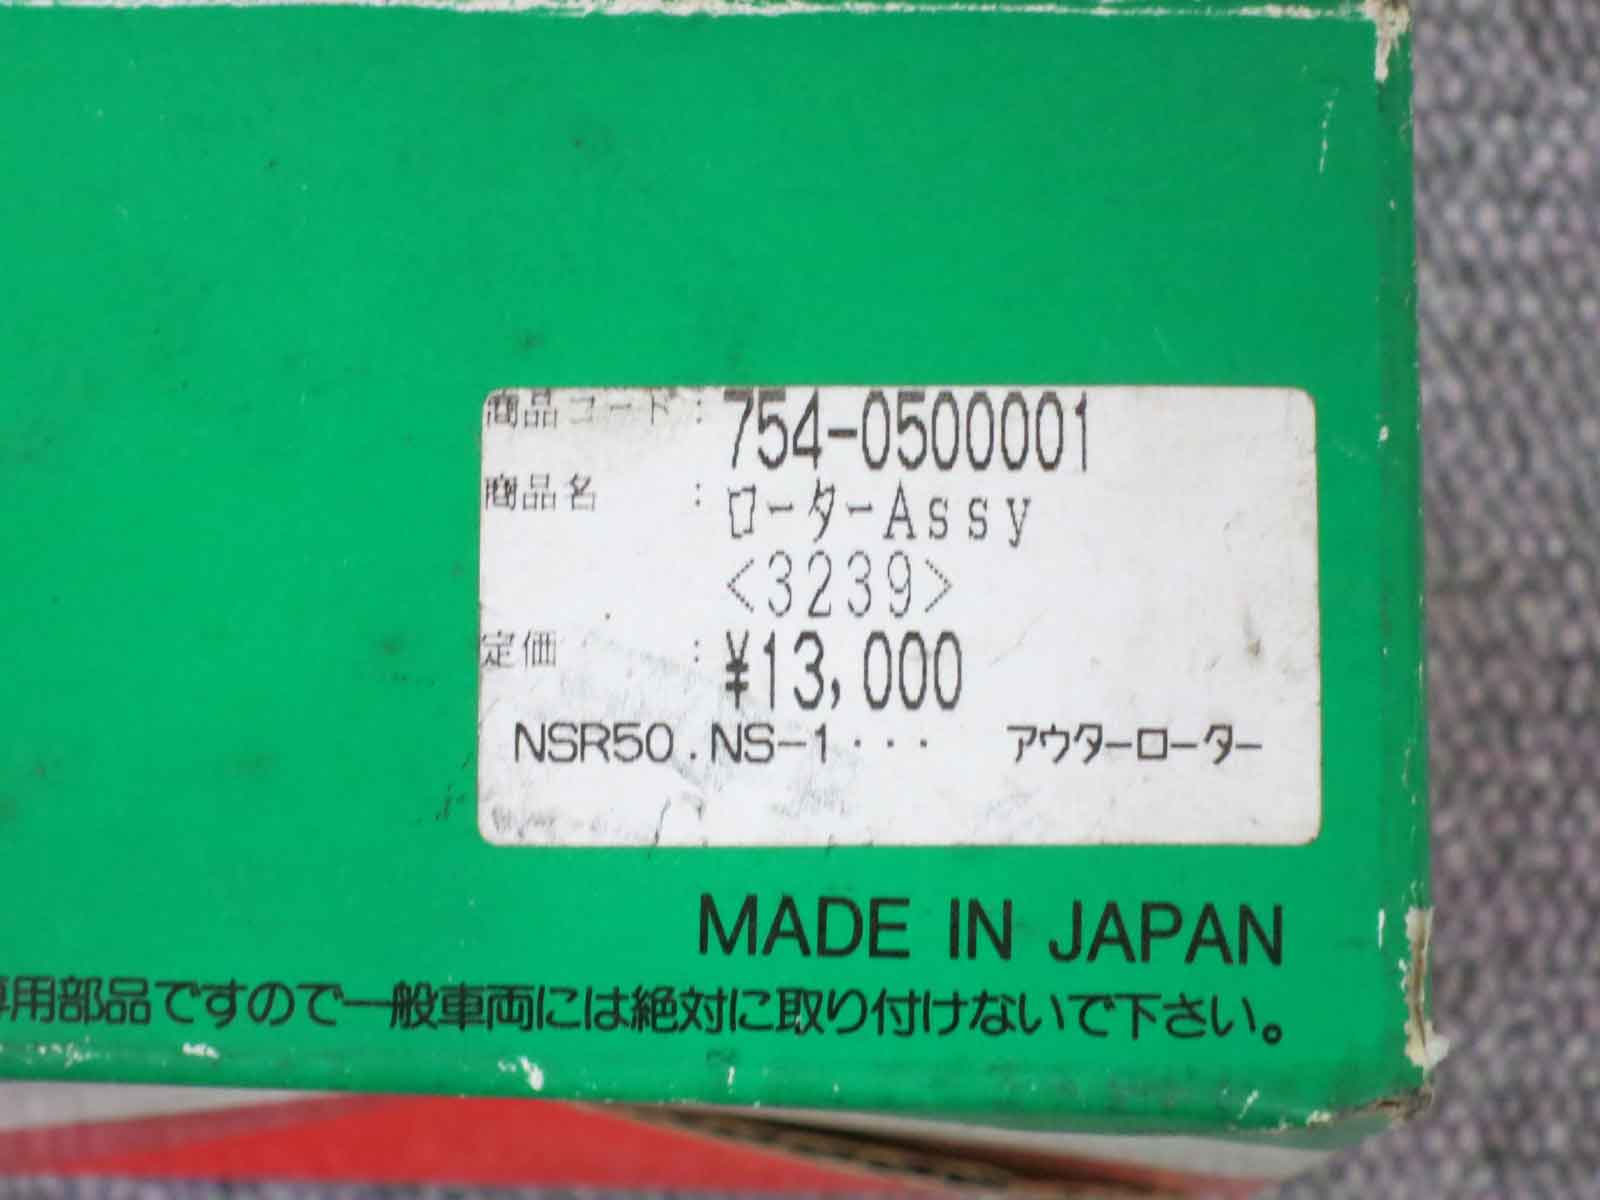 商品コード : 754-0500001
商品名 : ローターAssy
<3239>
定価 : ¥13,000
NSR50.NS-1・・・ アウターローター
MADE IN JAPAN
専用部品ですので一般車両には絶対に取り付けないで下さい。